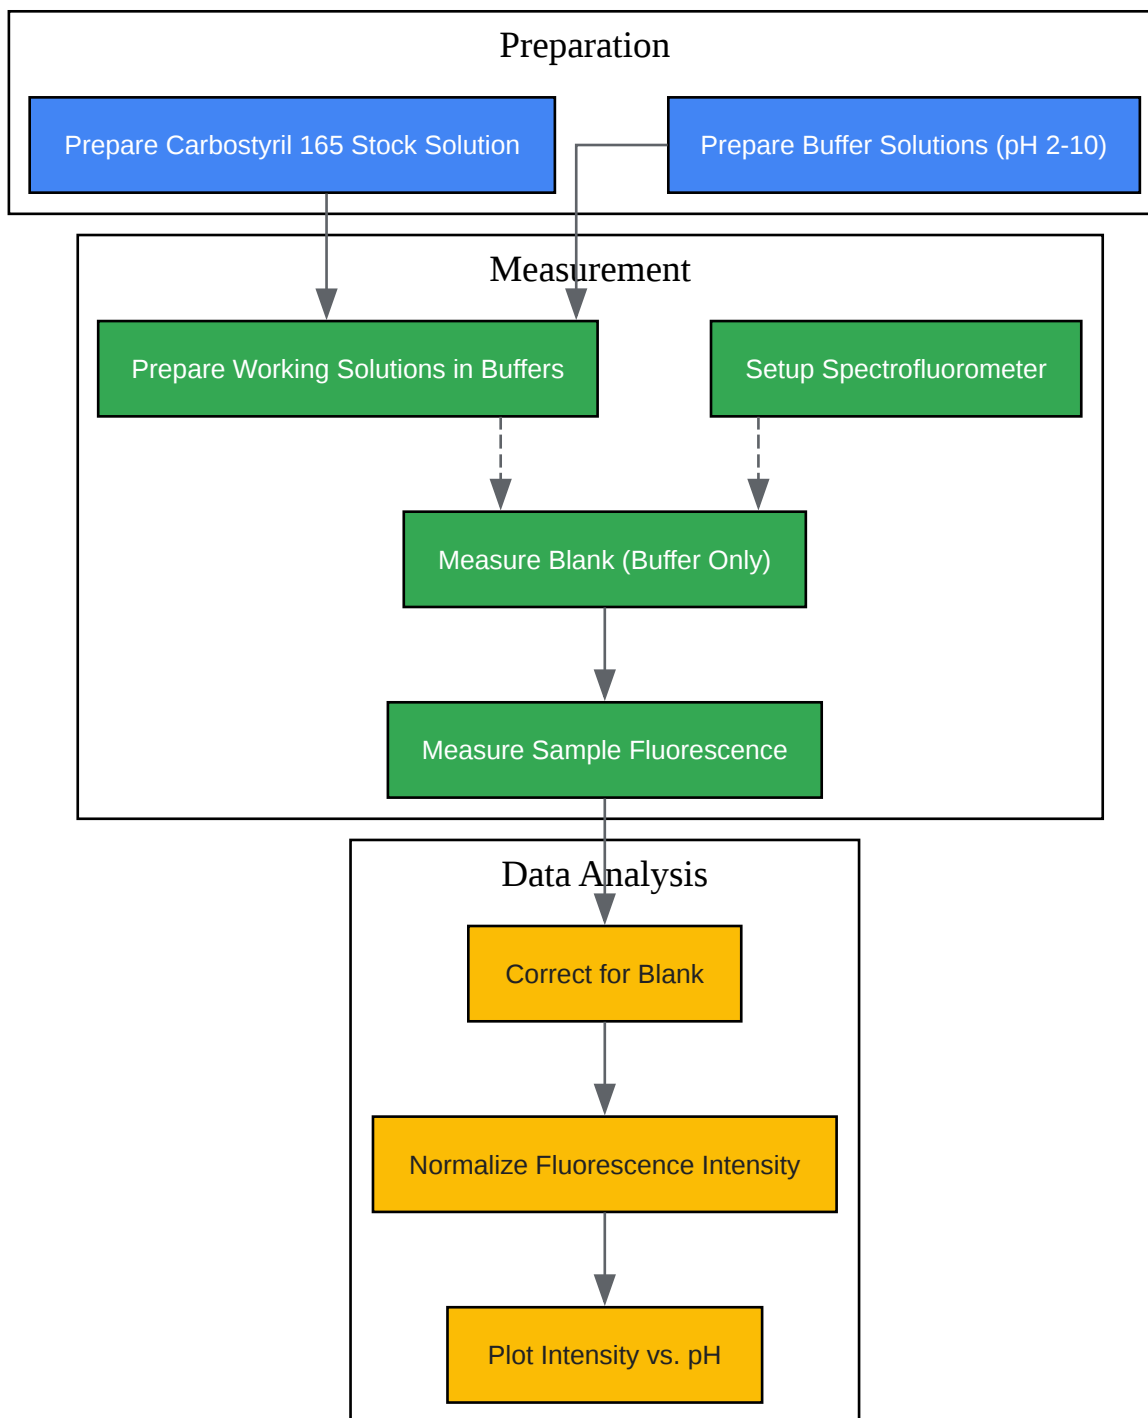 Preparation
Prepare Carbostyril 165 Stock Solution
Prepare Buffer Solutions (pH 2-10)
Measurement
Prepare Working Solutions in Buffers
Setup Spectrofluorometer
Measure Blank (Buffer Only)
Measure Sample Fluorescence
Data Analysis
Correct for Blank
Normalize Fluorescence Intensity
Plot Intensity vs. pH